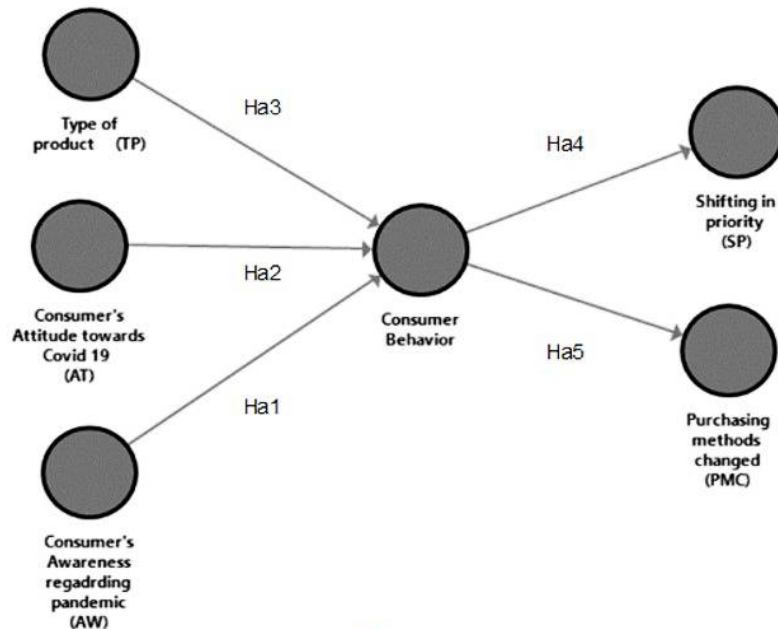 Type of
product (TP)
Ha3
Consumer's
Attitude towards
Covid 19
(AT)
Ha2
Consumer's
Awareness
regadrding
pandemic
(AW)
Ha1
Consumer
Behavior
Ha4
Shifting in
priority
(SP)
Ha5
Purchasing
methods
changed
(PMC)